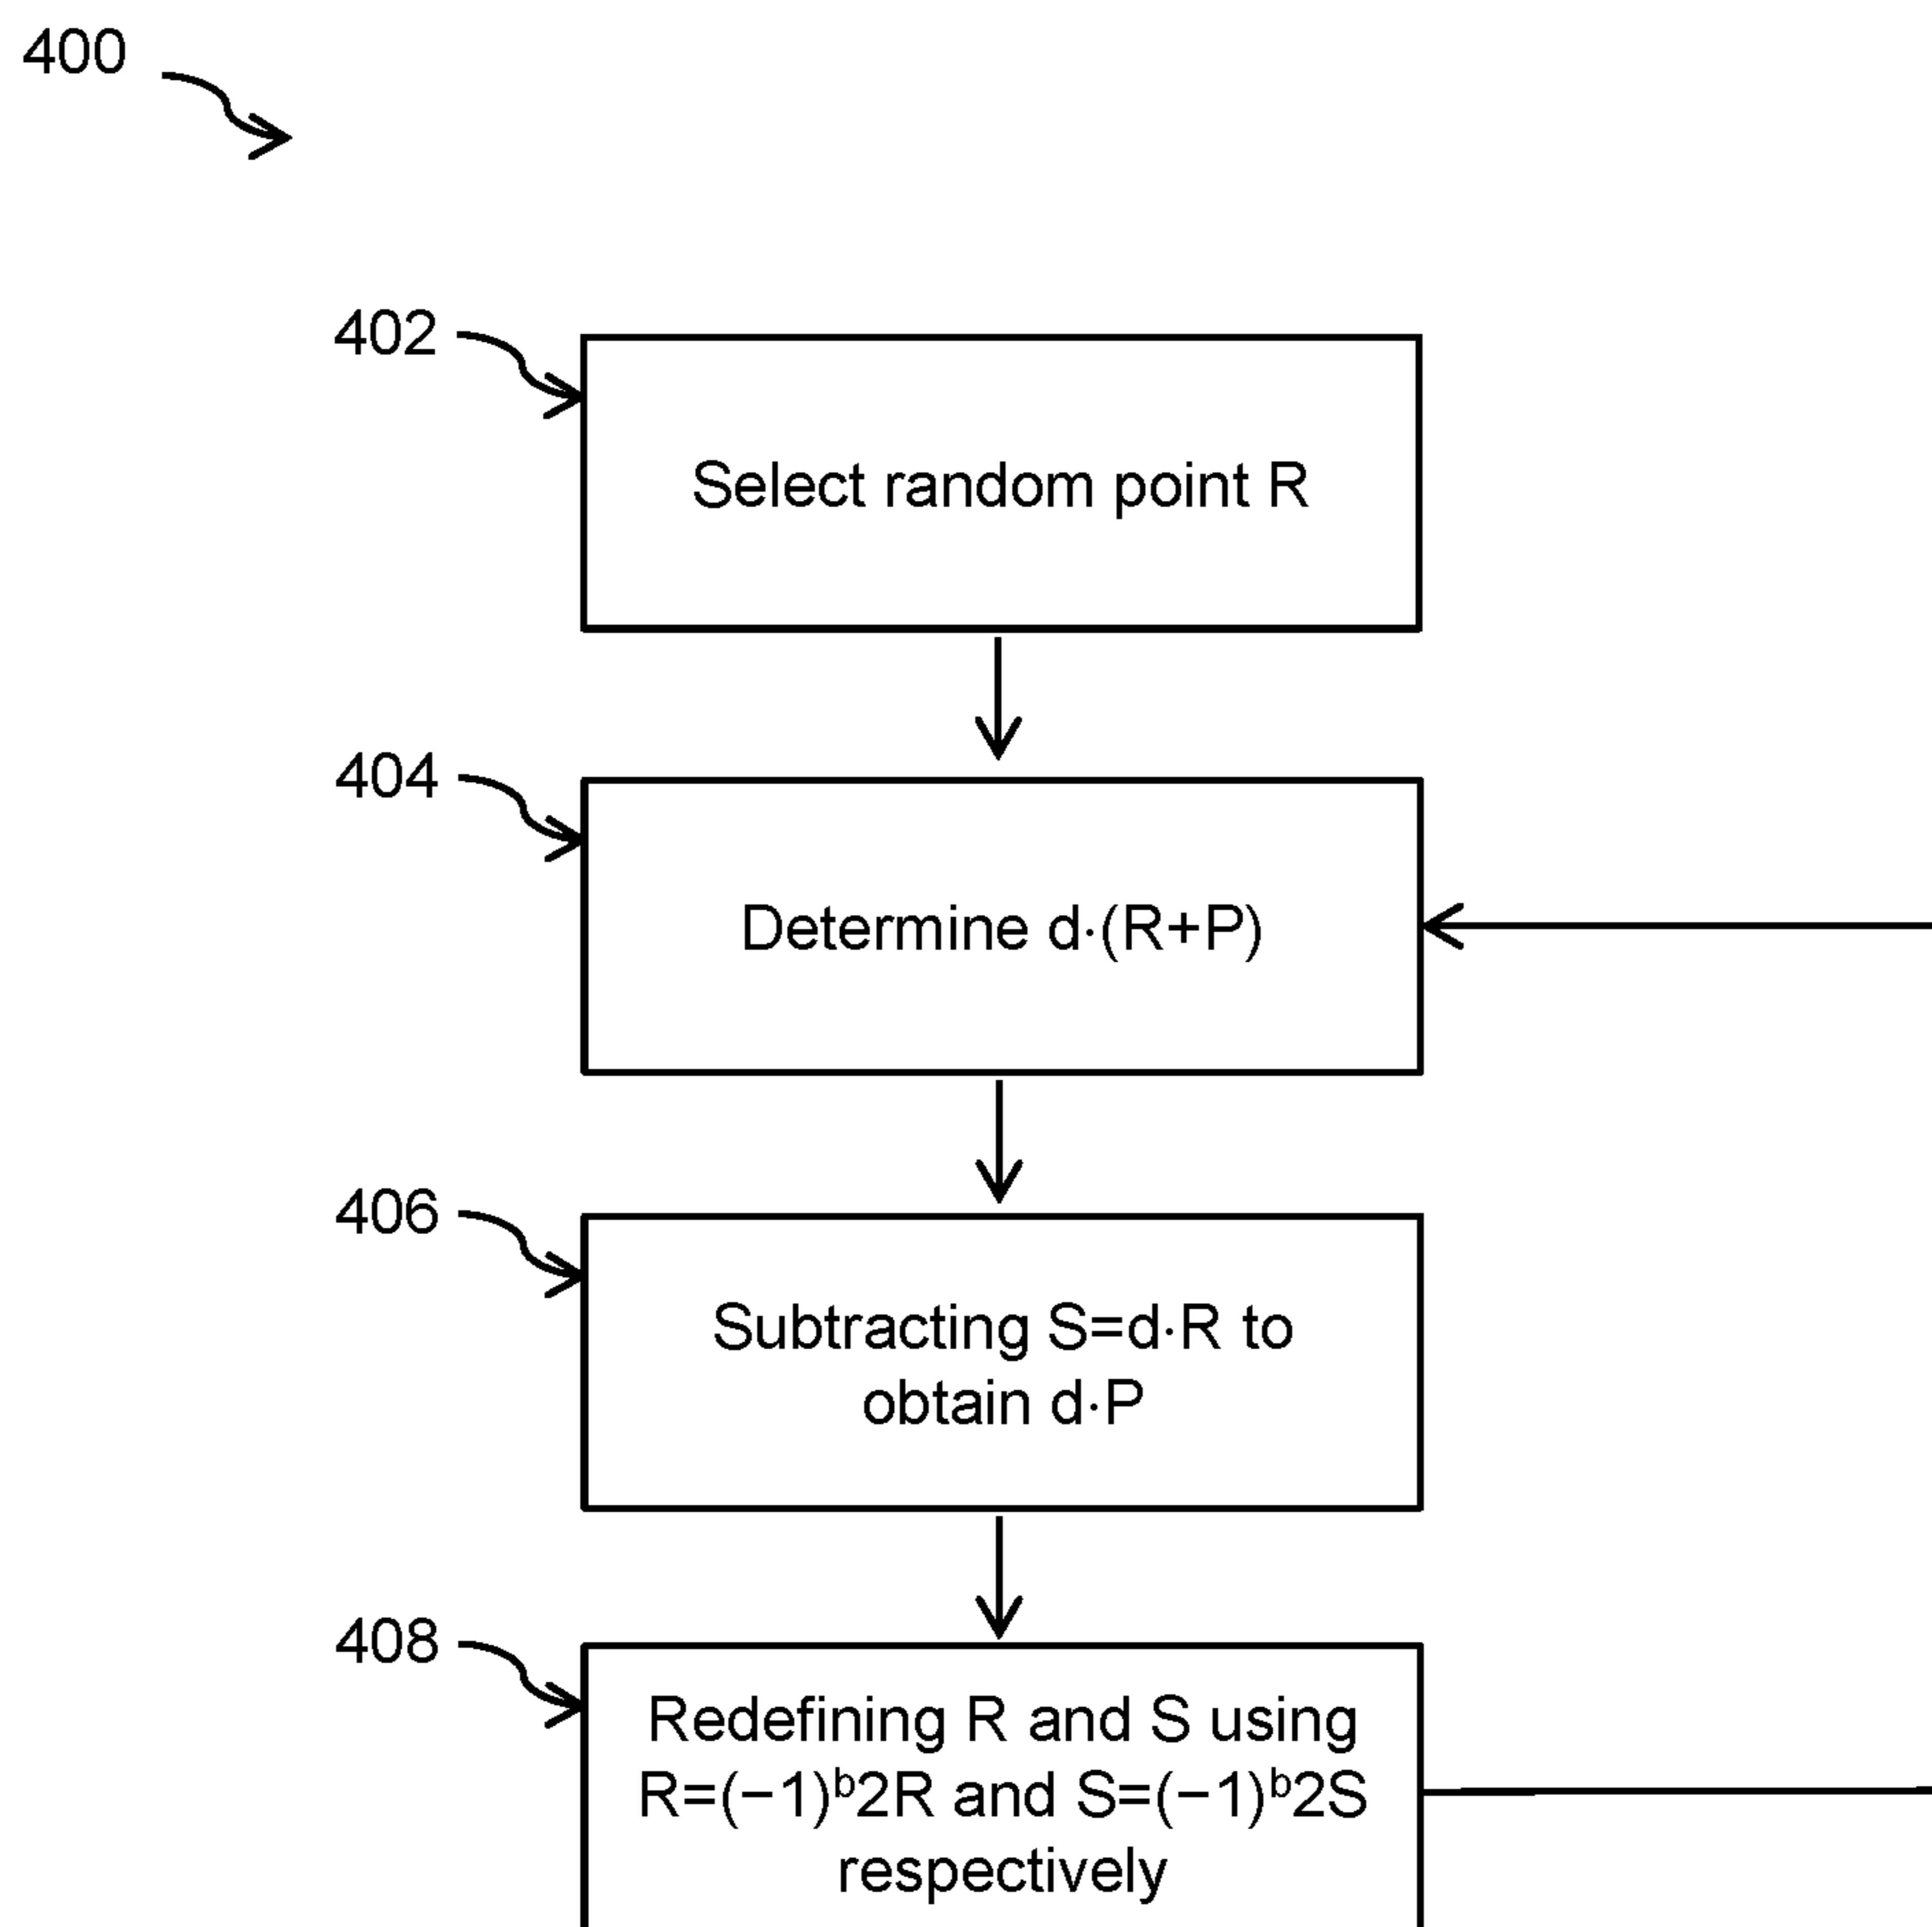 400
402
Select random point R
404
Determine d·(R+P)
406
Subtracting S=d·R to
obtain d·P
408
Redefining R and S using
R=(−1)ᵇ2R and S=(−1)ᵇ2S
respectively